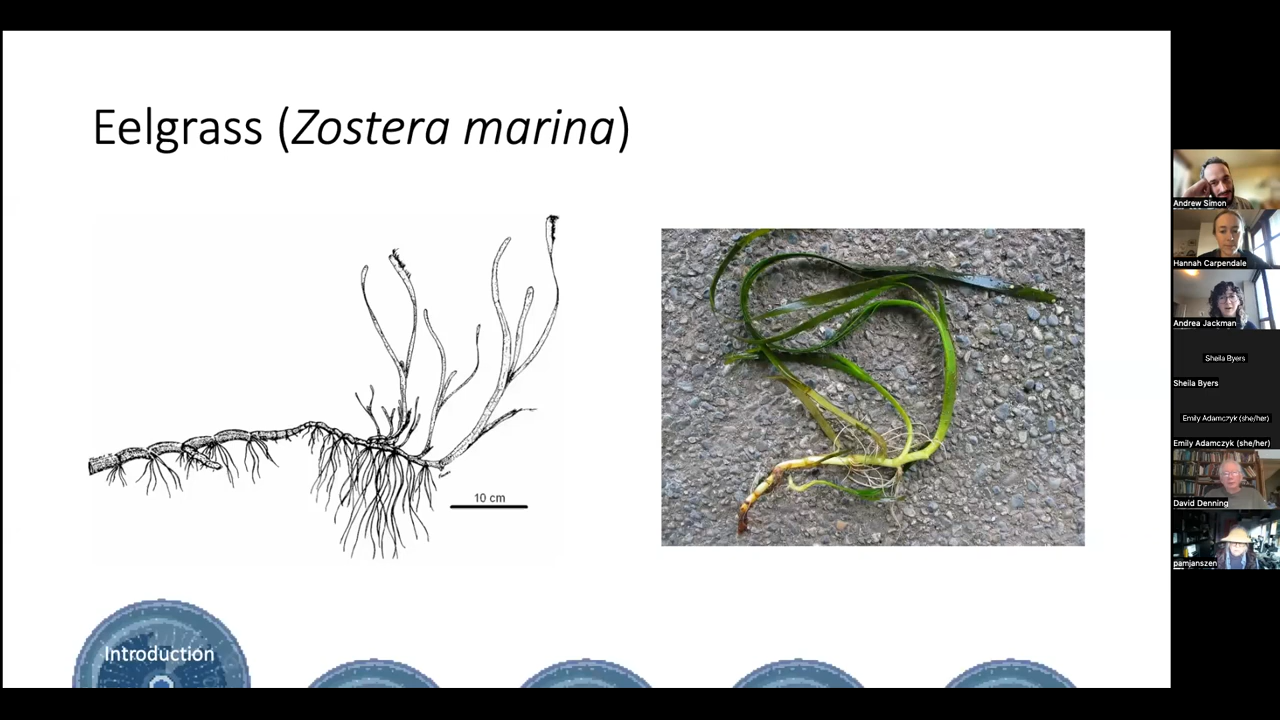 Eelgrass (Zostera marina)
10 cm
Introduction
Andrew Simon
Hannah Carpendale
Andrea Jackman
Sheila Byers
Sheila Byers
Emily Adamczyk (she/her)
Emily Adamczyk (she/her)
David Denning
pamjanszen